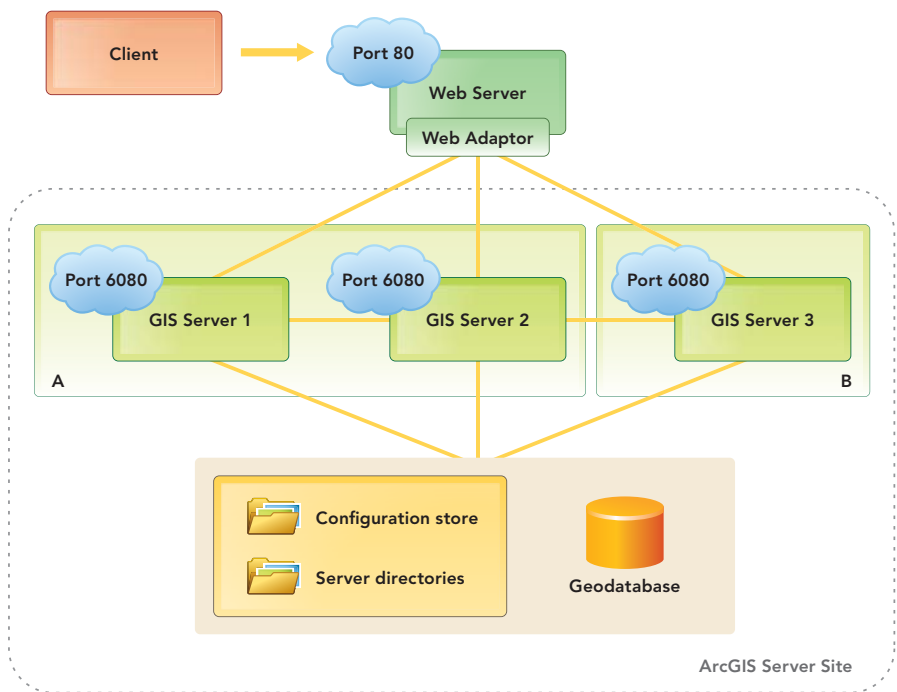 Client
Port 80
Web Server
Web Adaptor
Port 6080
GIS Server 1
Port 6080
GIS Server 2
Port 6080
GIS Server 3
A
B
Configuration store
Server directories
Geodatabase
ArcGIS Server Site